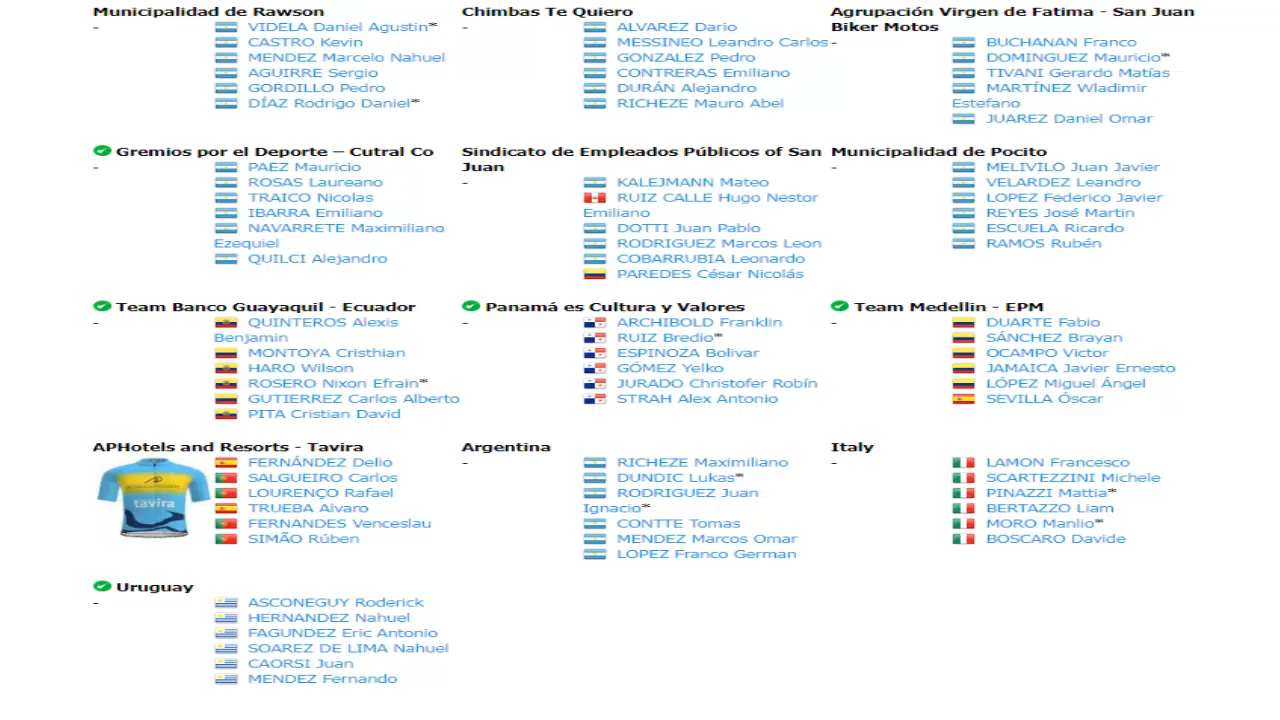 Municipalidad de Rawson
-
VIDELA Daniel Agustin*
CASTRO Kevin
MENDEZ Marcelo Nahuel
AGUIRRE Sergio
GORDILLO Pedro
DÍAZ Rodrigo Daniel*
Chimbas Te Quiero
-
ALVAREZ Dario
MESSINEO Leandro Carlos
GONZALEZ Pedro
CONTRERAS Emiliano
DURÁN Alejandro
RICHEZE Mauro Abel
Agrupación Virgen de Fatima - San Juan
Biker Motos
-
BUCHANAN Franco
DOMINGUEZ Mauricio*
TIVANI Gerardo Matías
MARTÍNEZ Wladimir
Estefano
JUAREZ Daniel Omar
Gremios por el Deporte – Cutral Co
-
PAEZ Mauricio
ROSAS Laureano
TRAICO Nicolas
IBARRA Emiliano
NAVARRETE Maximiliano
Ezequiel
QUILCI Alejandro
Sindicato de Empleados Públicos of San
Juan
-
KALEJMANN Mateo
RUIZ CALLE Hugo Nestor
Emiliano
DOTTI Juan Pablo
RODRIGUEZ Marcos Leon
COBARRUBIA Leonardo
PAREDES César Nicolás
Municipalidad de Pocito
-
MELIVILO Juan Javier
VELARDEZ Leandro
LOPEZ Federico Javier
REYES José Martin
ESCUELA Ricardo
RAMOS Rubén
Team Banco Guayaquil - Ecuador
-
QUINTEROS Alexis
Benjamin
MONTOYA Cristhian
HARO Wilson
ROSERO Nixon Efrain*
GUTIERREZ Carlos Alberto
PITA Cristian David
Panamá es Cultura y Valores
-
ARCHIBOLD Franklin
RUIZ Bredio*
ESPINOZA Bolivar
GÓMEZ Yelko
JURADO Christofer Robín
STRAH Alex Antonio
Team Medellin - EPM
-
DUARTE Fabio
SÁNCHEZ Brayan
OCAMPO Victor
JAMAICA Javier Ernesto
LÓPEZ Miguel Ángel
SEVILLA Óscar
APHotels and Resorts - Tavira
tavira
FERNÁNDEZ Delio
SALGUEIRO Carlos
LOURENÇO Rafael
TRUEBA Alvaro
FERNANDES Venceslau
SIMÃO Rúben
Argentina
-
RICHEZE Maximiliano
DUNDIC Lukas*
RODRIGUEZ Juan
Ignacio*
CONTTE Tomas
MENDEZ Marcos Omar
LOPEZ Franco German
Italy
-
LAMON Francesco
SCARTEZZINI Michele
PINAZZI Mattia*
BERTAZZO Liam
MORO Manlio*
BOSCARO Davide
Uruguay
-
ASCONEGUY Roderick
HERNANDEZ Nahuel
FAGUNDEZ Eric Antonio
SOAREZ DE LIMA Nahuel
CAORSI Juan
MENDEZ Fernando